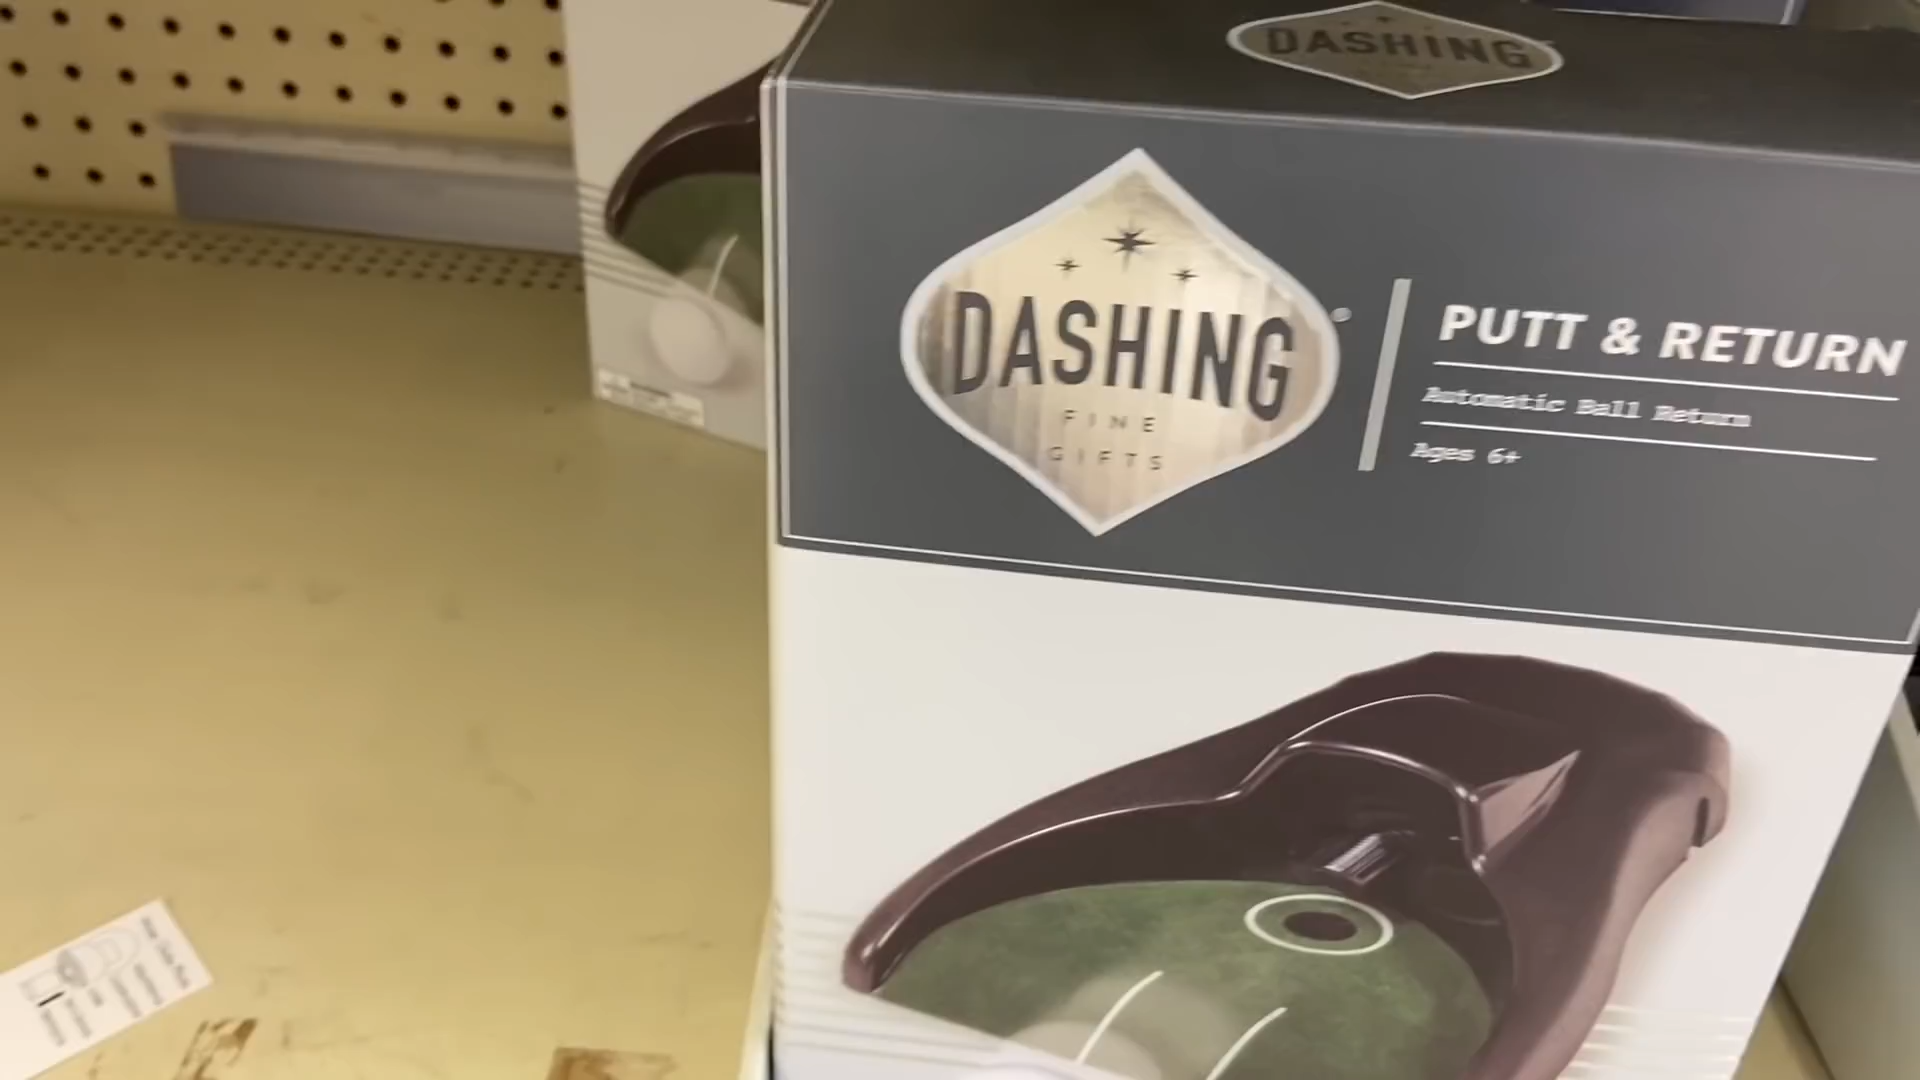 DASHING
DASHING
FINE
GIFTS
PUTT & RETURN
Automatic Ball Return
Ages 6+